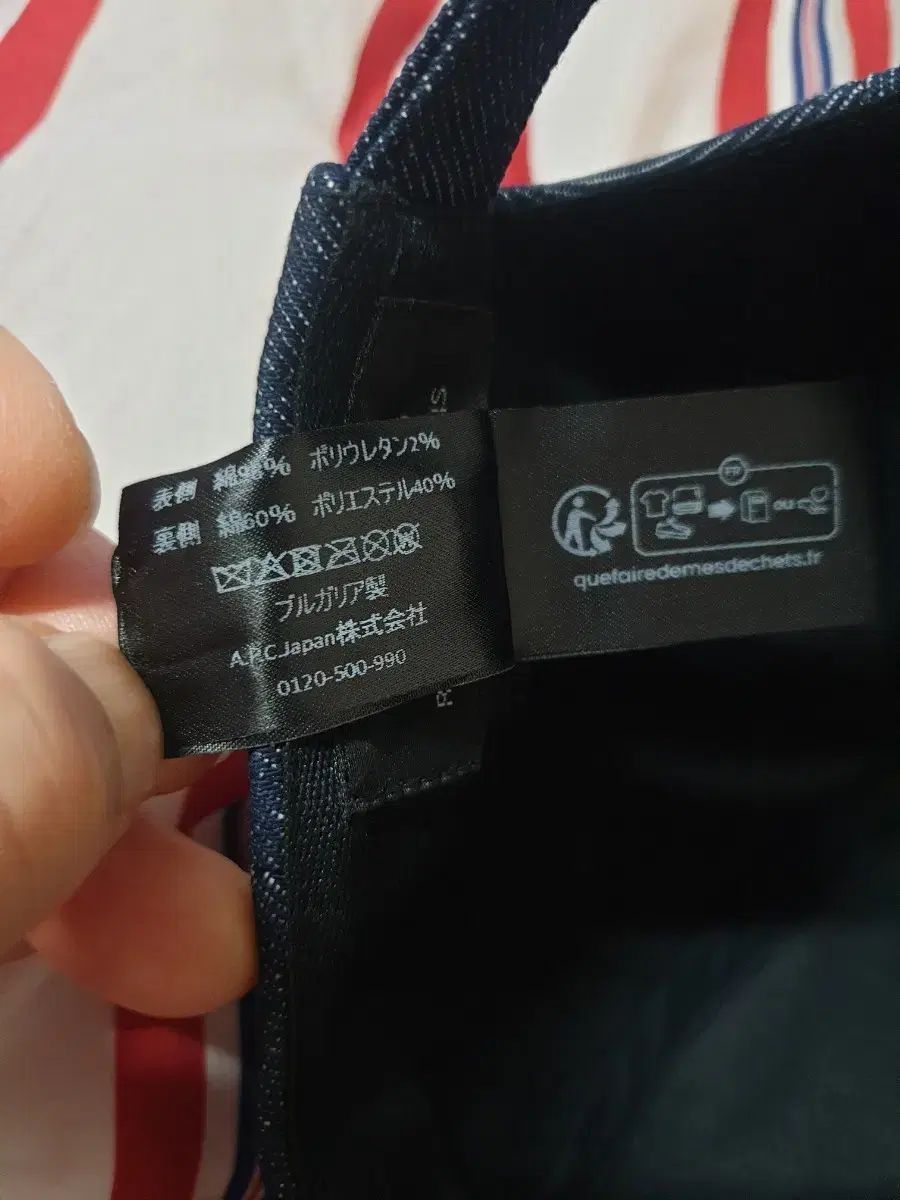 表側 綿98% ポリウレタン2%
裏側 綿60% ポリエステル40%
ブルガリア製
A.P.C.Japan株式会社
0120-500-990
FR
OU
quefairedemesdechets.fr